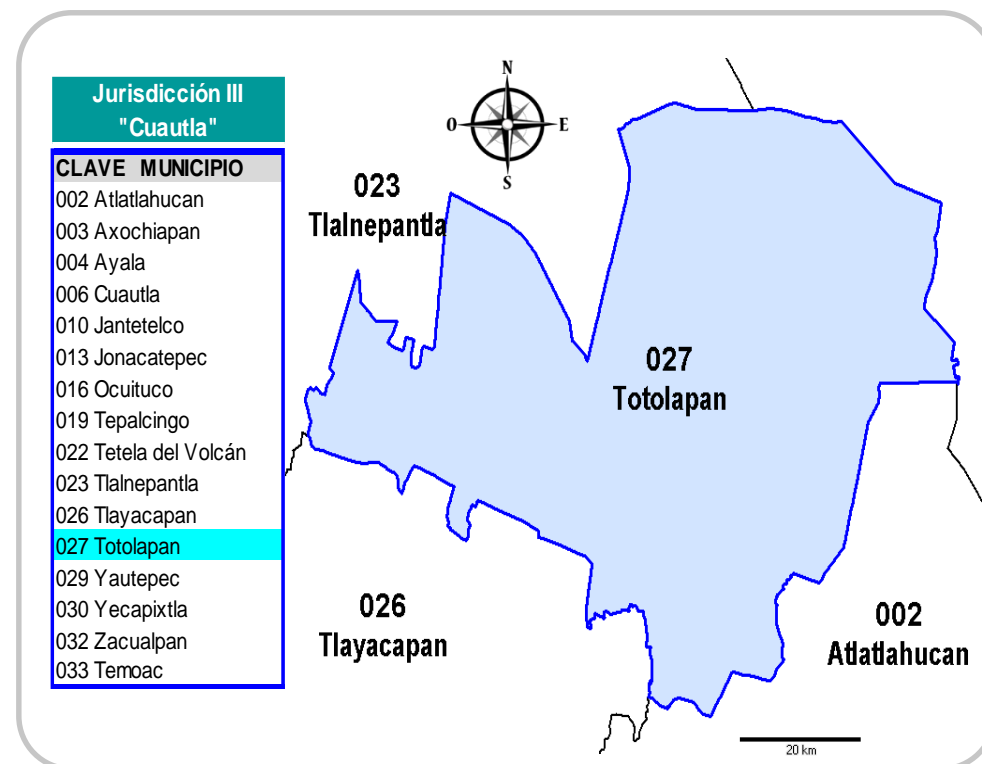 Jurisdicción III
"Cuautla"
CLAVE MUNICIPIO
002 Atlatlahucan
003 Axochiapan
004 Ayala
006 Cuautla
010 Jantetelco
013 Jonacatepec
016 Ocuituco
019 Tepalcingo
022 Tetela del Volcán
023 Tlalnepantla
026 Tlayacapan
027 Totolapan
029 Yautepec
030 Yecapixtla
032 Zacualpan
033 Temoac
N
O
E
S
023
Tlalnepantla
027
Totolapan
026
Tlayacapan
002
Atlatlahucan
20 km